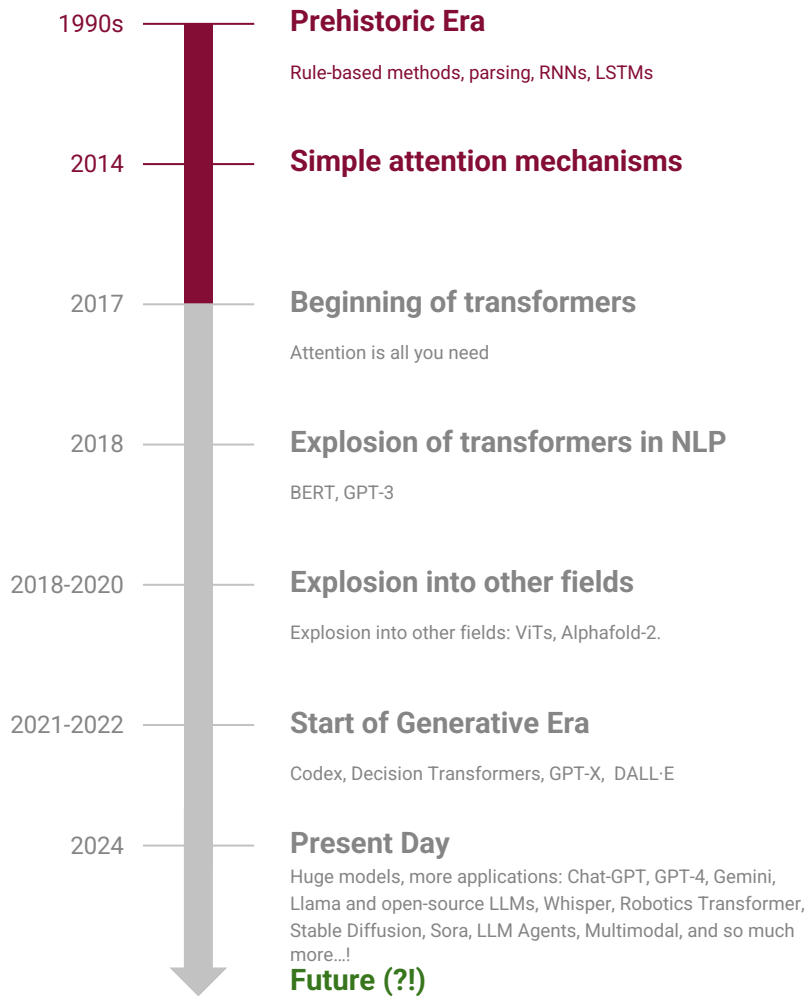 1990s
Prehistoric Era
Rule-based methods, parsing, RNNs, LSTMs
2014
Simple attention mechanisms
2017
Beginning of transformers
Attention is all you need
2018
Explosion of transformers in NLP
BERT, GPT-3
2018-2020
Explosion into other fields
Explosion into other fields: ViTs, Alphafold-2.
2021-2022
Start of Generative Era
Codex, Decision Transformers, GPT-X, DALL·E
2024
Present Day
Huge models, more applications: Chat-GPT, GPT-4, Gemini,
Llama and open-source LLMs, Whisper, Robotics Transformer,
Stable Diffusion, Sora, LLM Agents, Multimodal, and so much
more…!
Future (?!)